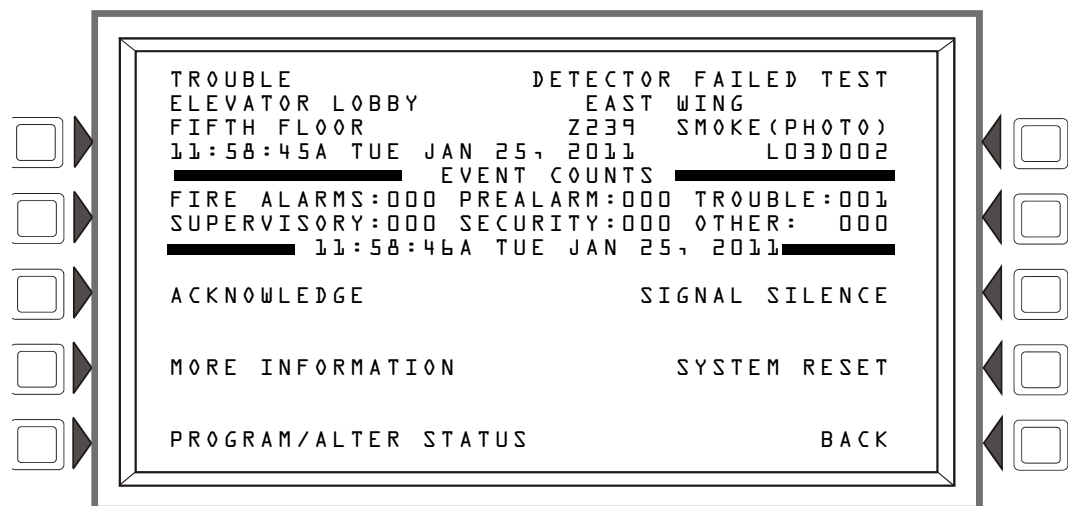 TROUBLE DETECTOR FAILED TEST
ELEVATOR LOBBY EAST WING
FIFTH FLOOR Z239 SMOKE(PHOTO)
11:58:45A TUE JAN 25, 2011 L03D002
EVENT COUNTS
FIRE ALARMS:000 PREALARM:000 TROUBLE:001
SUPERVISORY:000 SECURITY:000 OTHER: 000
11:58:46A TUE JAN 25, 2011
ACKNOWLEDGE SIGNAL SILENCE
MORE INFORMATION SYSTEM RESET
PROGRAM/ALTER STATUS BACK